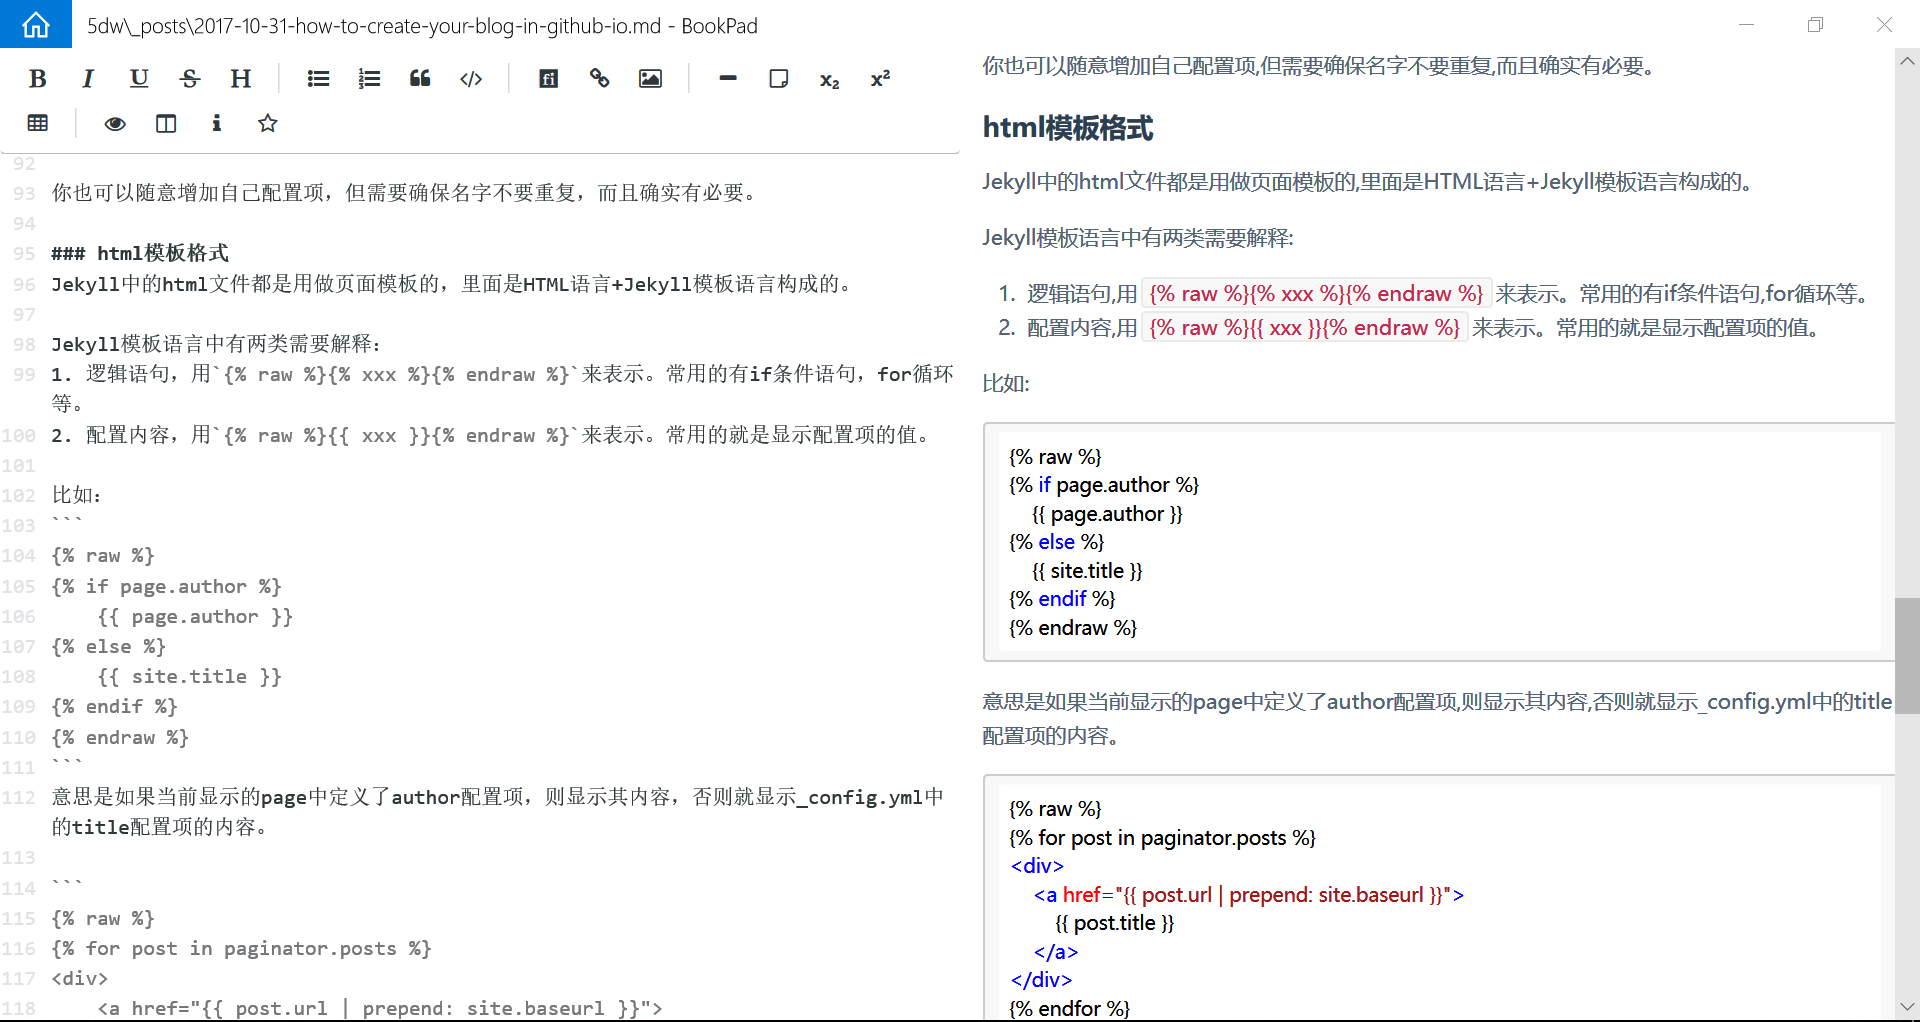 5dw\_posts\2017-10-31-how-to-create-your-blog-in-github-io.md - BookPad
B I U S H </> fi x₂ x² i
92
93 你也可以随意增加自己配置项，但需要确保名字不要重复，而且确实有必要。
94
95 ### html模板格式
96 Jekyll中的html文件都是用做页面模板的，里面是HTML语言+Jekyll模板语言构成的。
97
98 Jekyll模板语言中有两类需要解释：
99 1. 逻辑语句，用`{% raw %}{% xxx %}{% endraw %}`来表示。常用的有if条件语句，for循环
等。
100 2. 配置内容，用`{% raw %}{{ xxx }}{% endraw %}`来表示。常用的就是显示配置项的值。
101
102 比如：
103 ```
104 {% raw %}
105 {% if page.author %}
106     {{ page.author }}
107 {% else %}
108     {{ site.title }}
109 {% endif %}
110 {% endraw %}
111 ```
112 意思是如果当前显示的page中定义了author配置项，则显示其内容，否则就显示_config.yml中
的title配置项的内容。
113
114 ```
115 {% raw %}
116 {% for post in paginator.posts %}
117 <div>
118     <a href="{{ post.url | prepend: site.baseurl }}">
你也可以随意增加自己配置项,但需要确保名字不要重复,而且确实有必要。
html模板格式
Jekyll中的html文件都是用做页面模板的,里面是HTML语言+Jekyll模板语言构成的。
Jekyll模板语言中有两类需要解释:
1. 逻辑语句,用 {% raw %}{% xxx %}{% endraw %} 来表示。常用的有if条件语句,for循环等。
2. 配置内容,用 {% raw %}{{ xxx }}{% endraw %} 来表示。常用的就是显示配置项的值。
比如:
{% raw %}
{% if page.author %}
    {{ page.author }}
{% else %}
    {{ site.title }}
{% endif %}
{% endraw %}
意思是如果当前显示的page中定义了author配置项,则显示其内容,否则就显示_config.yml中的title
配置项的内容。
{% raw %}
{% for post in paginator.posts %}
<div>
    <a href="{{ post.url | prepend: site.baseurl }}">
        {{ post.title }}
    </a>
</div>
{% endfor %}